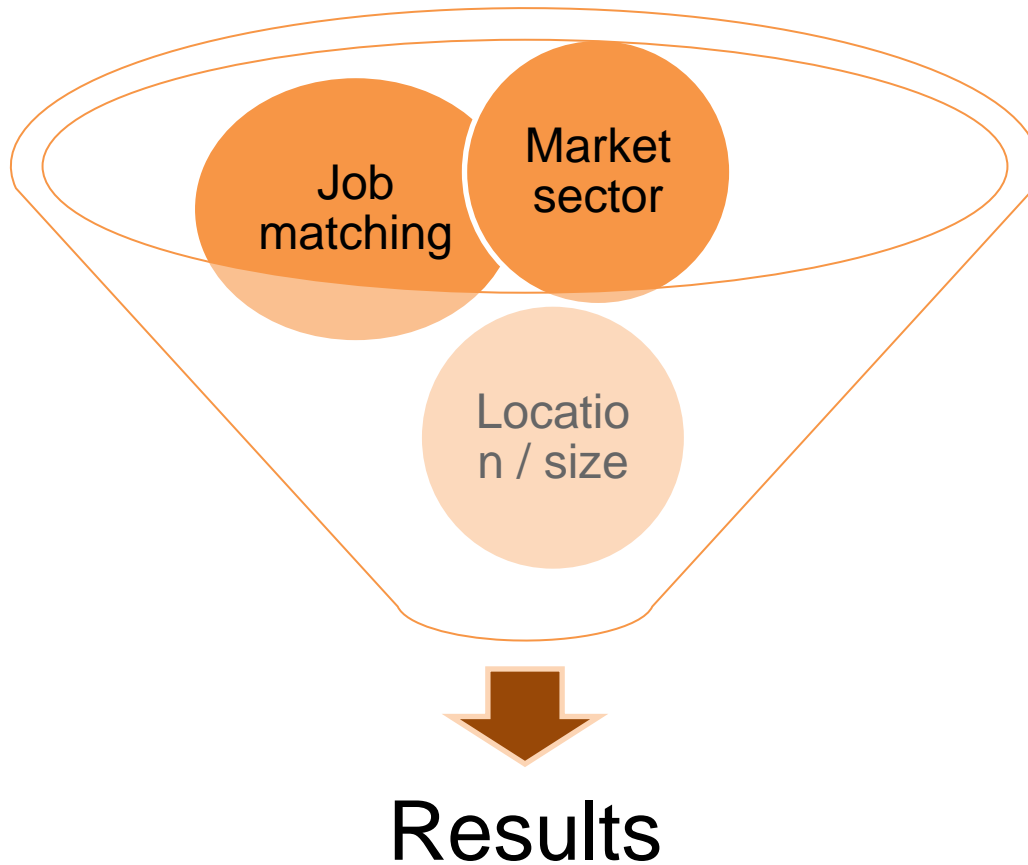 Job
matching
Market
sector
Locatio
n / size
Results